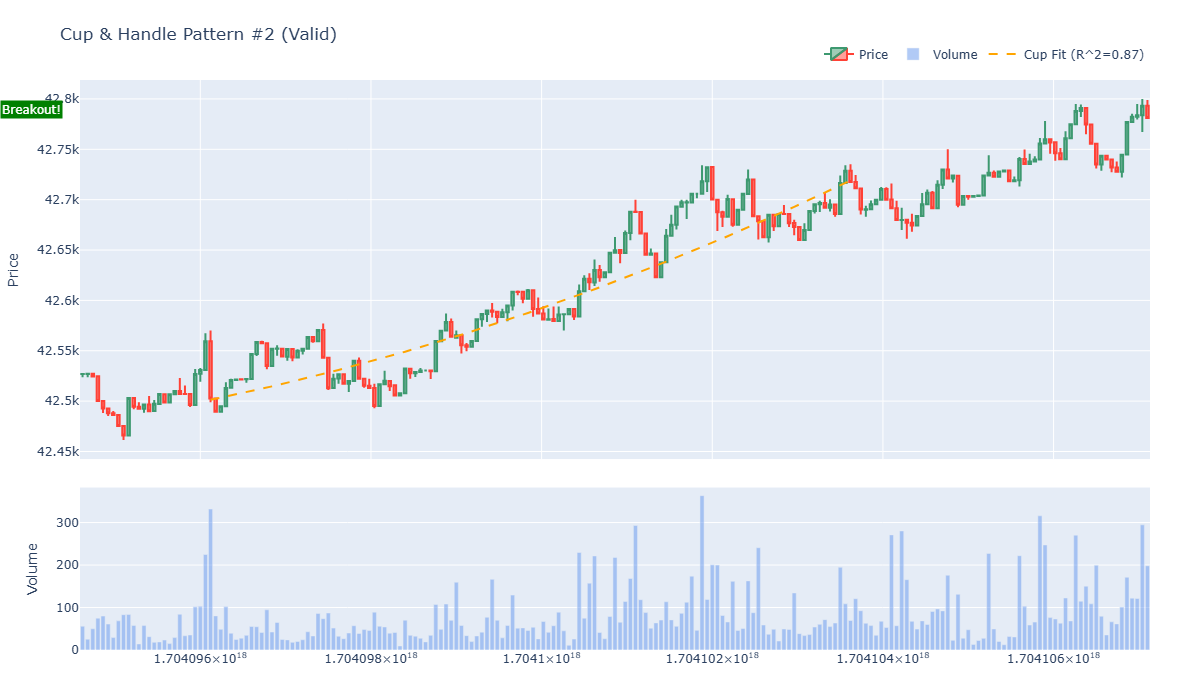 Cup & Handle Pattern #2 (Valid)
Price
Volume
Cup Fit (R^2=0.87)
Breakout!
42.8k
42.75k
42.7k
42.65k
42.6k
42.55k
42.5k
42.45k
Price
300
200
100
0
Volume
1.704096×10¹⁸
1.704098×10¹⁸
1.7041×10¹⁸
1.704102×10¹⁸
1.704104×10¹⁸
1.704106×10¹⁸